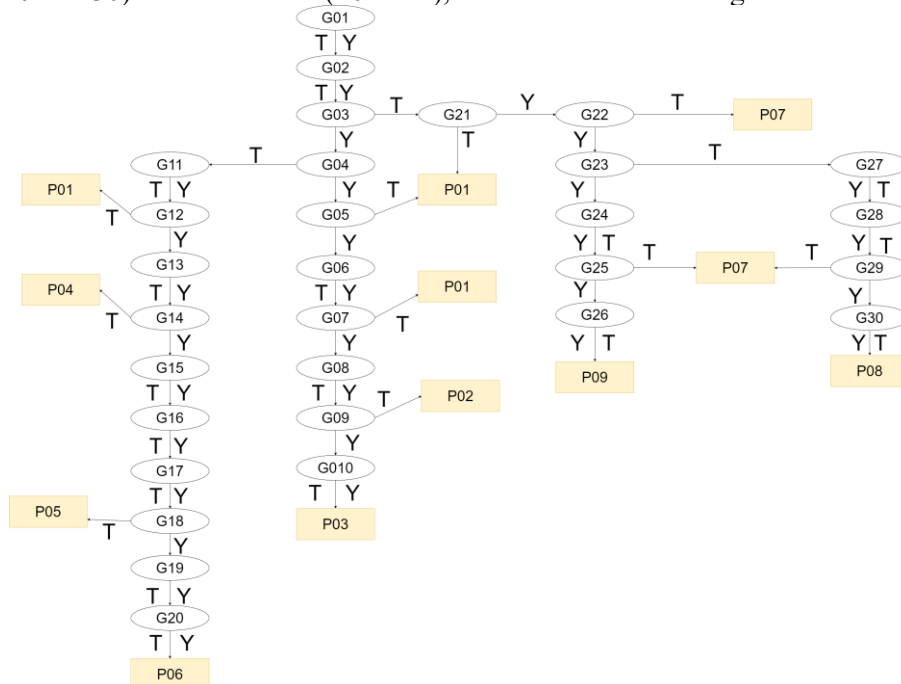 G01
T Y
G02
T Y
G03 T G21 Y G22 T P07
Y T Y
G11 T G04 G23 T G27
T Y Y T P01 Y Y T
P01 T G12 G05 G24 G28
Y Y Y T Y T
G13 G06 G25 T P07 T G29
P04 T Y T Y P01 Y Y
T G14 G07 T G26 G30
Y Y Y T Y T
G15 G08 P09 P08
T Y T Y T P02
G16 G09
T Y Y
G17 G010
T Y T Y
P05 T G18 P03
Y
G19
T Y
G20
T Y
P06